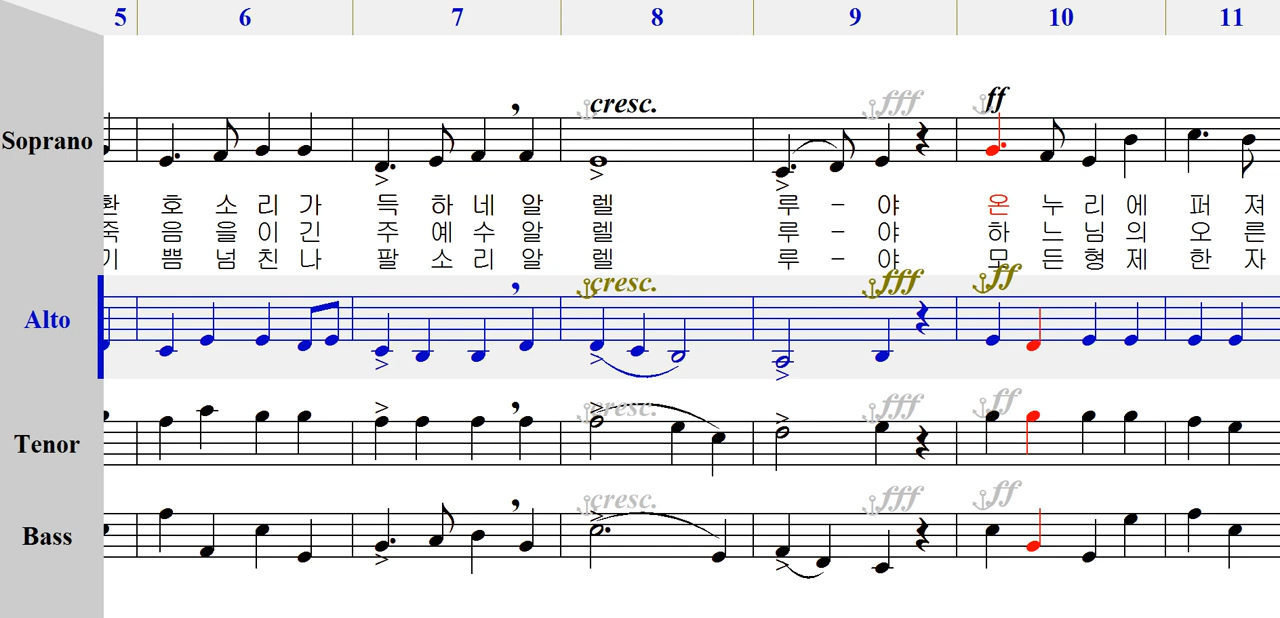 5 6 7 8 9 10 11
cresc. fff ff
Soprano
환 호 소 리 가 득 하 네 알 렐 루 - 야 온 누 리 에 퍼 져
죽 음 을 이 긴 주 예 수 알 렐 루 - 야 하 느 님 의 오 른
기 쁨 넘 친 나 팔 소 리 알 렐 루 - 야 모 든 형 제 한 자
cresc. fff ff
Alto
cresc. fff ff
Tenor
cresc. fff ff
Bass